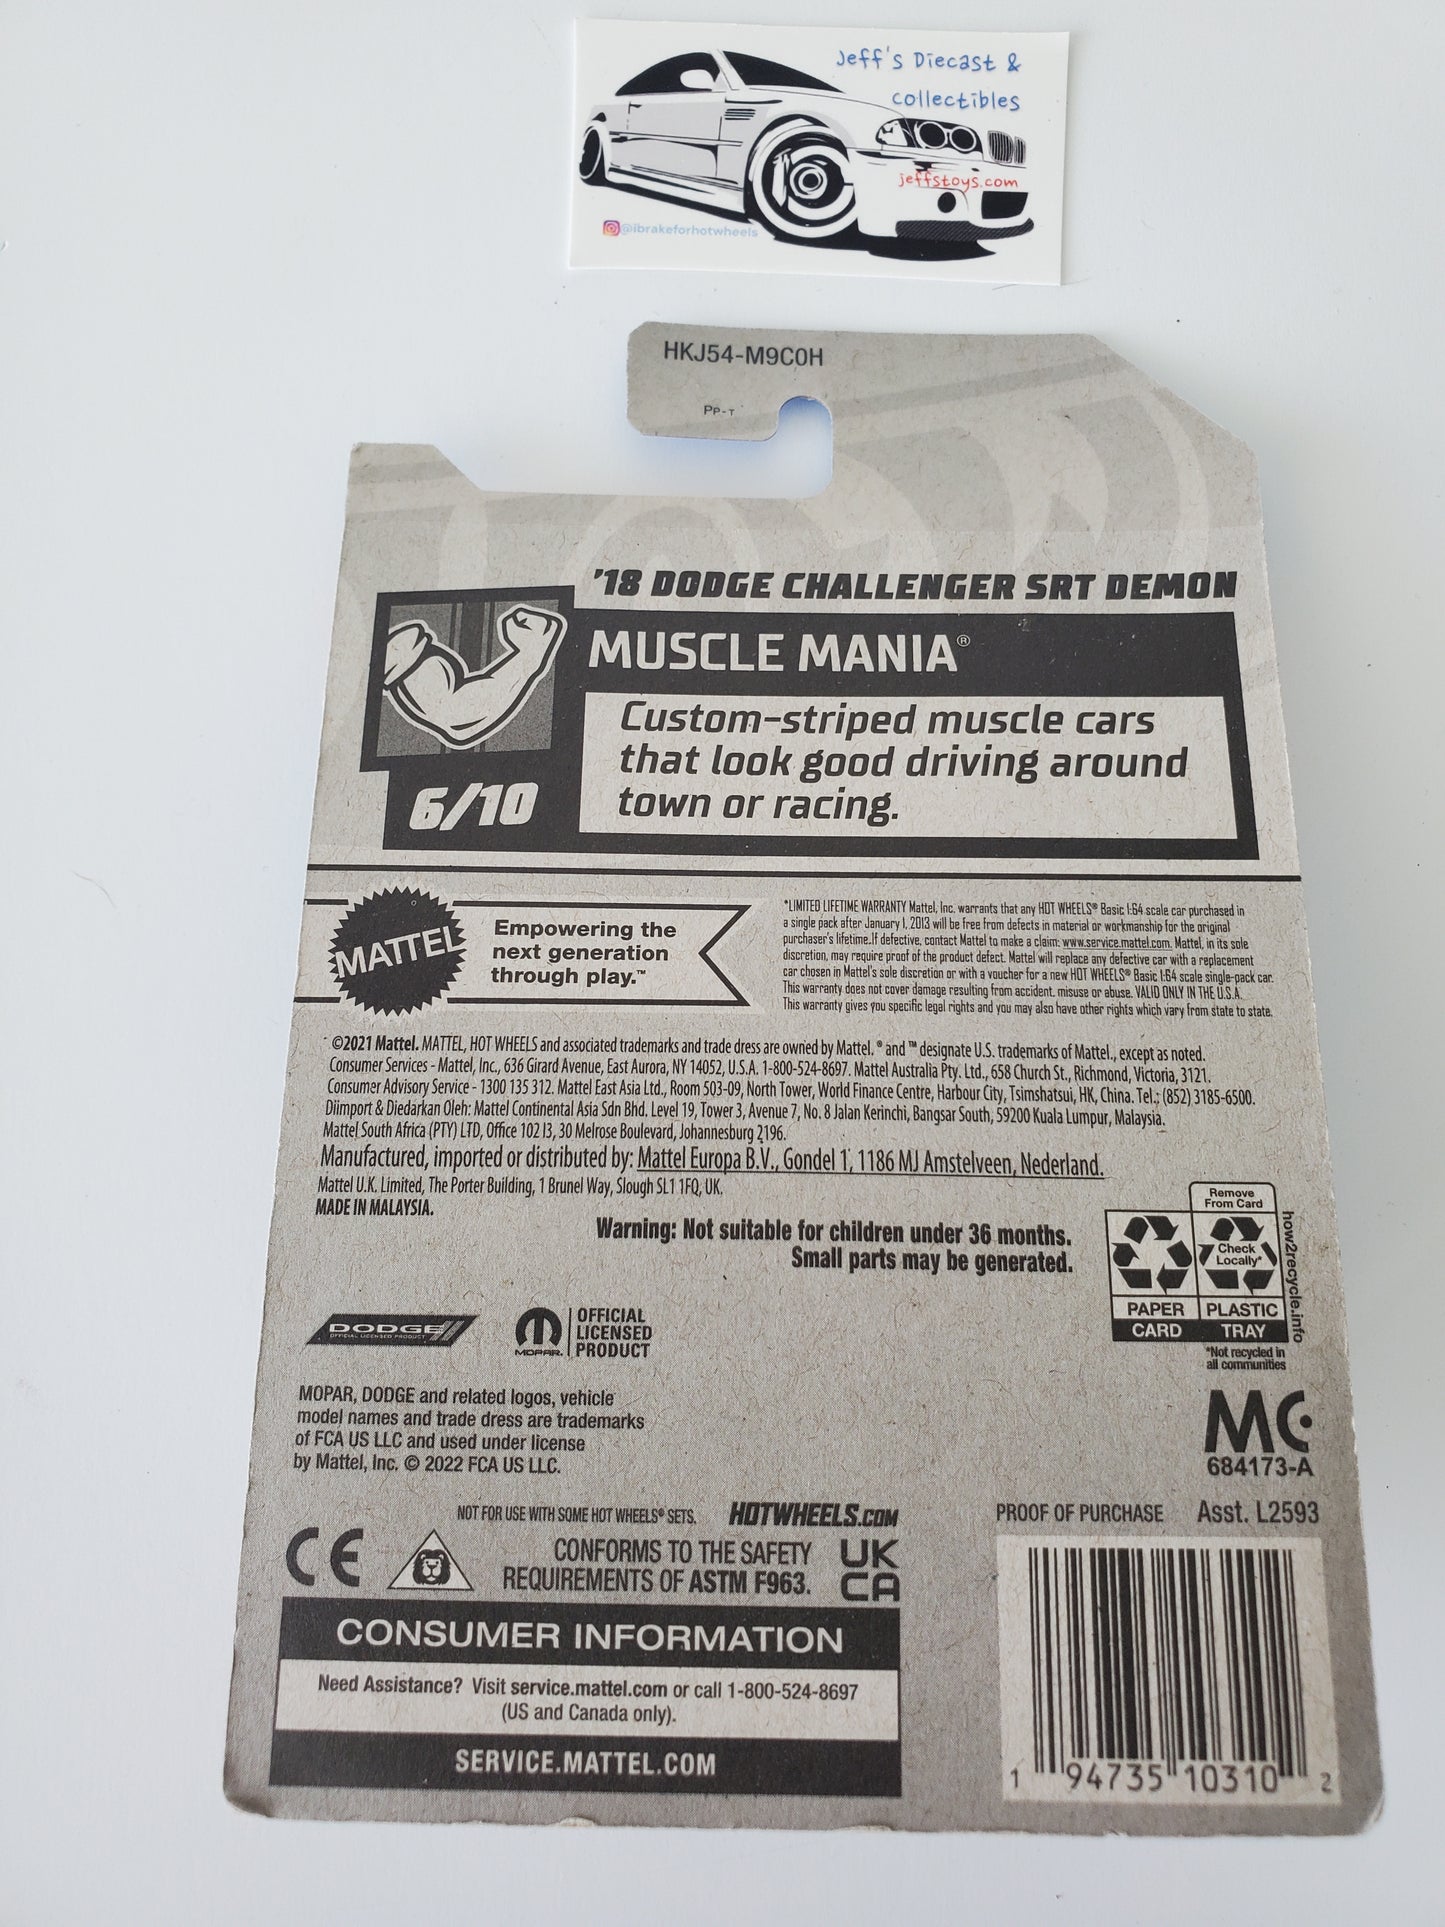 Jeff's Diecast &
collectibles
jeffstoys.com
@ibrakeforhotwheels
HKJ54-M9C0H
PP-T
'18 DODGE CHALLENGER SRT DEMON
MUSCLE MANIA®
Custom-striped muscle cars
that look good driving around
town or racing.
6/10
MATTEL
Empowering the
next generation
through play.™
*LIMITED LIFETIME WARRANTY Mattel, Inc. warrants that any HOT WHEELS® Basic 1:64 scale car purchased in
a single pack after January 1, 2013 will be free from defects in material or workmanship for the original
purchaser's lifetime.If defective, contact Mattel to make a claim: www.service.mattel.com. Mattel, in its sole
discretion, may require proof of the product defect. Mattel will replace any defective car with a replacement
car chosen in Mattel's sole discretion or with a voucher for a new HOT WHEELS® Basic 1:64 scale single-pack car.
This warranty does not cover damage resulting from accident, misuse or abuse. VALID ONLY IN THE U.S.A.
This warranty gives you specific legal rights and you may also have other rights which vary from state to state.
©2021 Mattel. MATTEL, HOT WHEELS and associated trademarks and trade dress are owned by Mattel. ® and ™ designate U.S. trademarks of Mattel., except as noted.
Consumer Services - Mattel, Inc., 636 Girard Avenue, East Aurora, NY 14052, U.S.A. 1-800-524-8697. Mattel Australia Pty. Ltd., 658 Church St., Richmond, Victoria, 3121.
Consumer Advisory Service - 1300 135 312. Mattel East Asia Ltd., Room 503-09, North Tower, World Finance Centre, Harbour City, Tsimshatsui, HK, China. Tel.: (852) 3185-6500.
Diimport & Diedarkan Oleh: Mattel Continental Asia Sdn Bhd. Level 19, Tower 3, Avenue 7, No. 8 Jalan Kerinchi, Bangsar South, 59200 Kuala Lumpur, Malaysia.
Mattel South Africa (PTY) LTD, Office 102 I3, 30 Melrose Boulevard, Johannesburg 2196.
Manufactured, imported or distributed by: Mattel Europa B.V., Gondel 1, 1186 MJ Amstelveen, Nederland.
Mattel U.K. Limited, The Porter Building, 1 Brunel Way, Slough SL1 1FQ, UK.
MADE IN MALAYSIA.
Warning: Not suitable for children under 36 months.
Small parts may be generated.
Remove
From Card
Check
Locally*
PAPER
PLASTIC
CARD
TRAY
how2recycle.info
*Not recycled in
all communities
DODGE
OFFICIAL LICENSED PRODUCT
MOPAR.
OFFICIAL
LICENSED
PRODUCT
MOPAR, DODGE and related logos, vehicle
model names and trade dress are trademarks
of FCA US LLC and used under license
by Mattel, Inc. © 2022 FCA US LLC.
MC
684173-A
NOT FOR USE WITH SOME HOT WHEELS® SETS.
HOTWHEELS.COM
PROOF OF PURCHASE
Asst. L2593
CE
CONFORMS TO THE SAFETY
REQUIREMENTS OF ASTM F963.
UK
CA
CONSUMER INFORMATION
Need Assistance? Visit service.mattel.com or call 1-800-524-8697
(US and Canada only).
SERVICE.MATTEL.COM
1 94735 10310 2